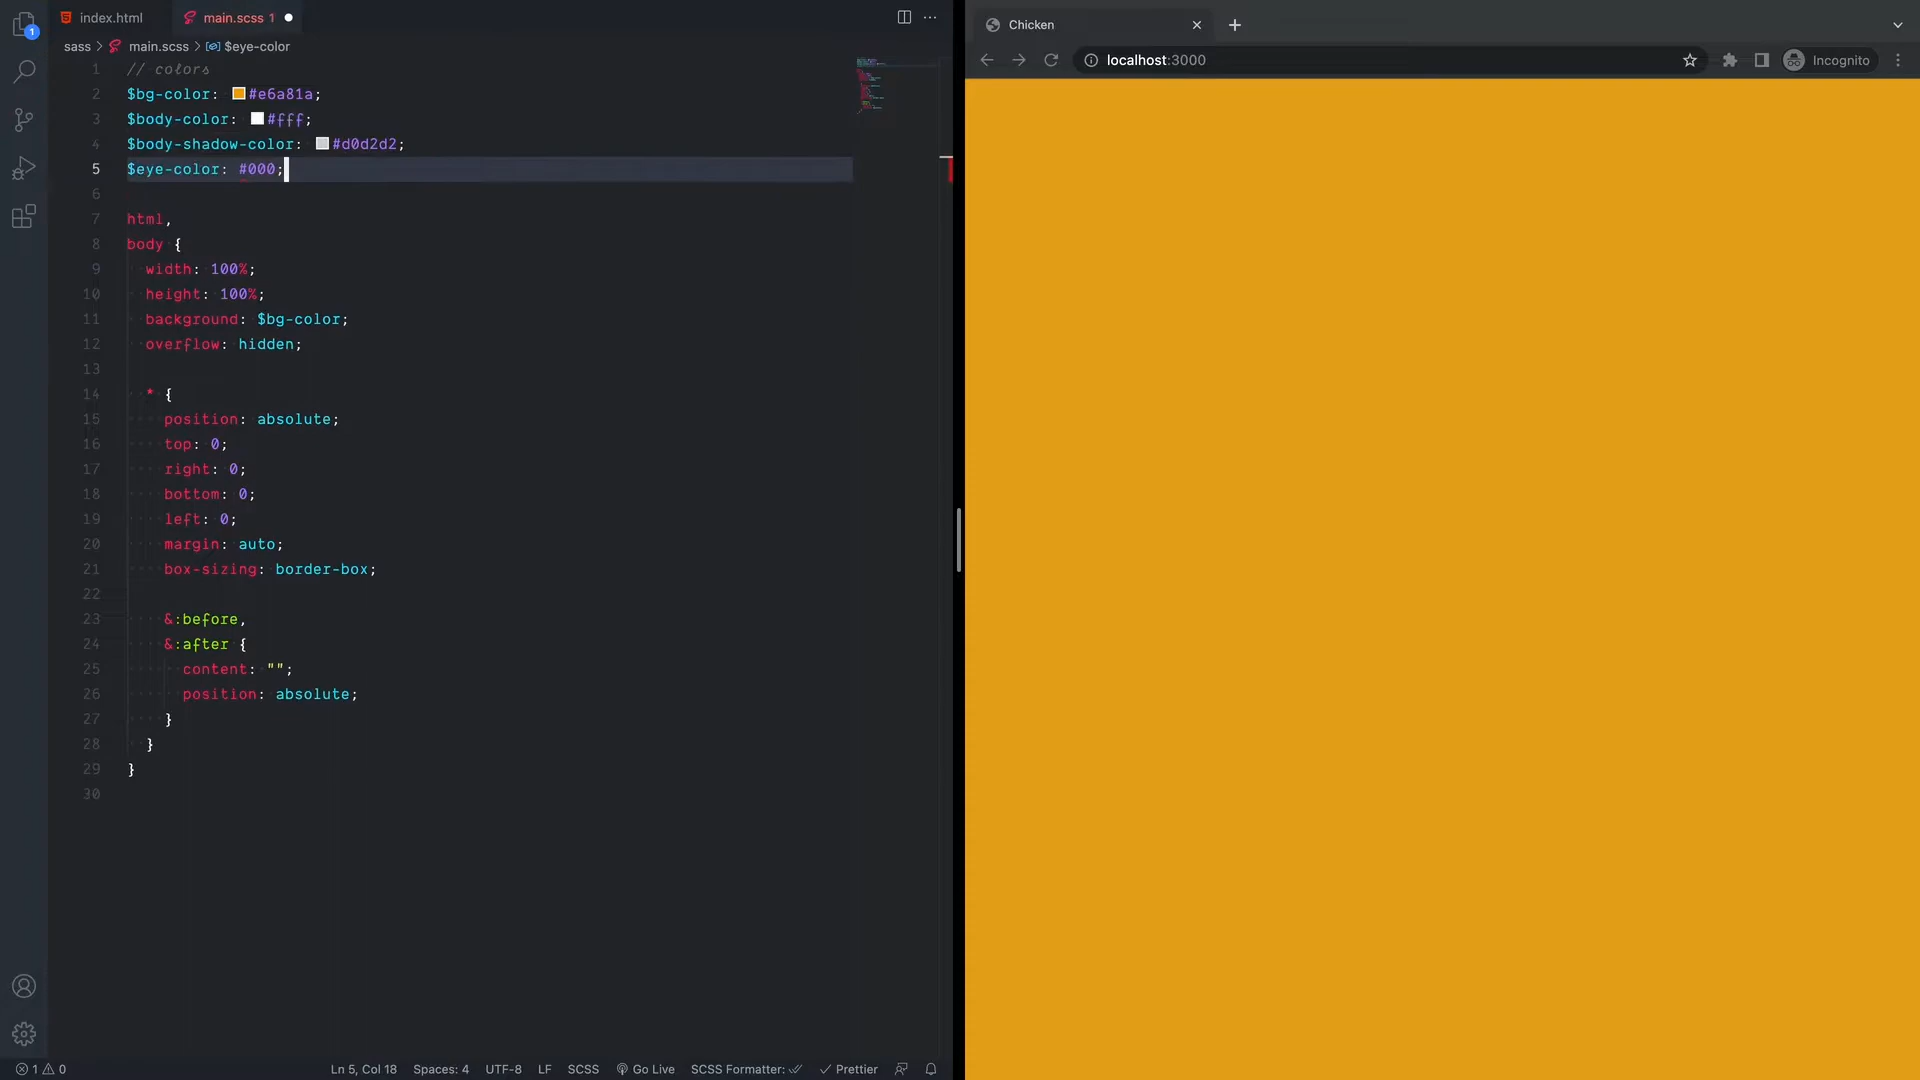 index.html
main.scss 1
sass > main.scss > $eye-color
1 // colors
2 $bg-color: #e6a81a;
3 $body-color: #fff;
4 $body-shadow-color: #d0d2d2;
5 $eye-color: #000;
6
7 html,
8 body {
9 width: 100%;
10 height: 100%;
11 background: $bg-color;
12 overflow: hidden;
13
14 * {
15 position: absolute;
16 top: 0;
17 right: 0;
18 bottom: 0;
19 left: 0;
20 margin: auto;
21 box-sizing: border-box;
22
23 &:before,
24 &:after {
25 content: "";
26 position: absolute;
27 }
28 }
29 }
30
1
1 0
Ln 5, Col 18
Spaces: 4
UTF-8
LF
SCSS
Go Live
SCSS Formatter:
Prettier
Chicken
localhost:3000
Incognito